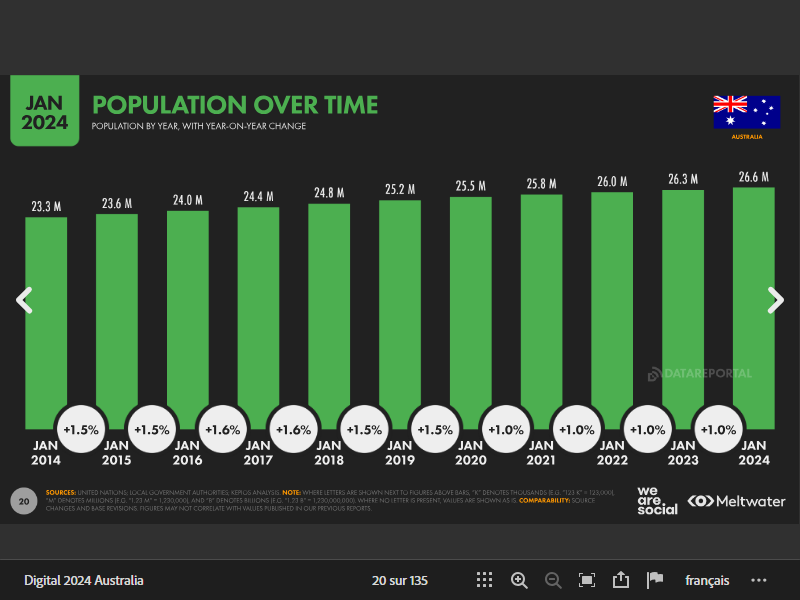 JAN
2024
POPULATION OVER TIME
POPULATION BY YEAR, WITH YEAR-ON-YEAR CHANGE
AUSTRALIA
23.3 M 23.6 M 24.0 M 24.4 M 24.8 M 25.2 M 25.5 M 25.8 M 26.0 M 26.3 M 26.6 M
DATAREPORTAL
+1.5% +1.5% +1.6% +1.6% +1.5% +1.5% +1.0% +1.0% +1.0% +1.0%
JAN JAN JAN JAN JAN JAN JAN JAN JAN JAN JAN
2014 2015 2016 2017 2018 2019 2020 2021 2022 2023 2024
20
SOURCES: UNITED NATIONS; LOCAL GOVERNMENT AUTHORITIES; KEPIOS ANALYSIS. NOTE: WHERE LETTERS ARE SHOWN NEXT TO FIGURES ABOVE BARS, "K" DENOTES THOUSANDS (E.G. "123 K" = 123,000),
"M" DENOTES MILLIONS (E.G. "1.23 M" = 1,230,000), AND "B" DENOTES BILLIONS (E.G. "1.23 B" = 1,230,000,000). WHERE NO LETTER IS PRESENT, VALUES ARE SHOWN AS IS. COMPARABILITY: SOURCE
CHANGES AND BASE REVISIONS. FIGURES MAY NOT CORRELATE WITH VALUES PUBLISHED IN OUR PREVIOUS REPORTS.
we
are.
social
Meltwater
Digital 2024 Australia
20 sur 135
français